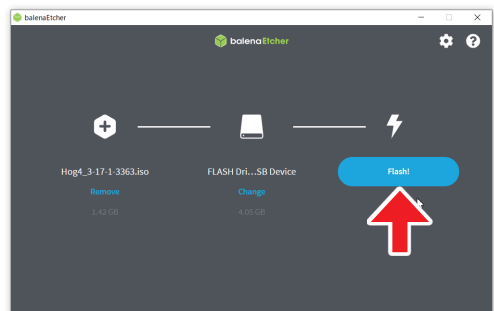 balenaEtcher
balenaEtcher
Hog4_3-17-1-3363.iso
FLASH Dri...SB Device
Flash!
Remove
Change
1.42 GB
4.05 GB